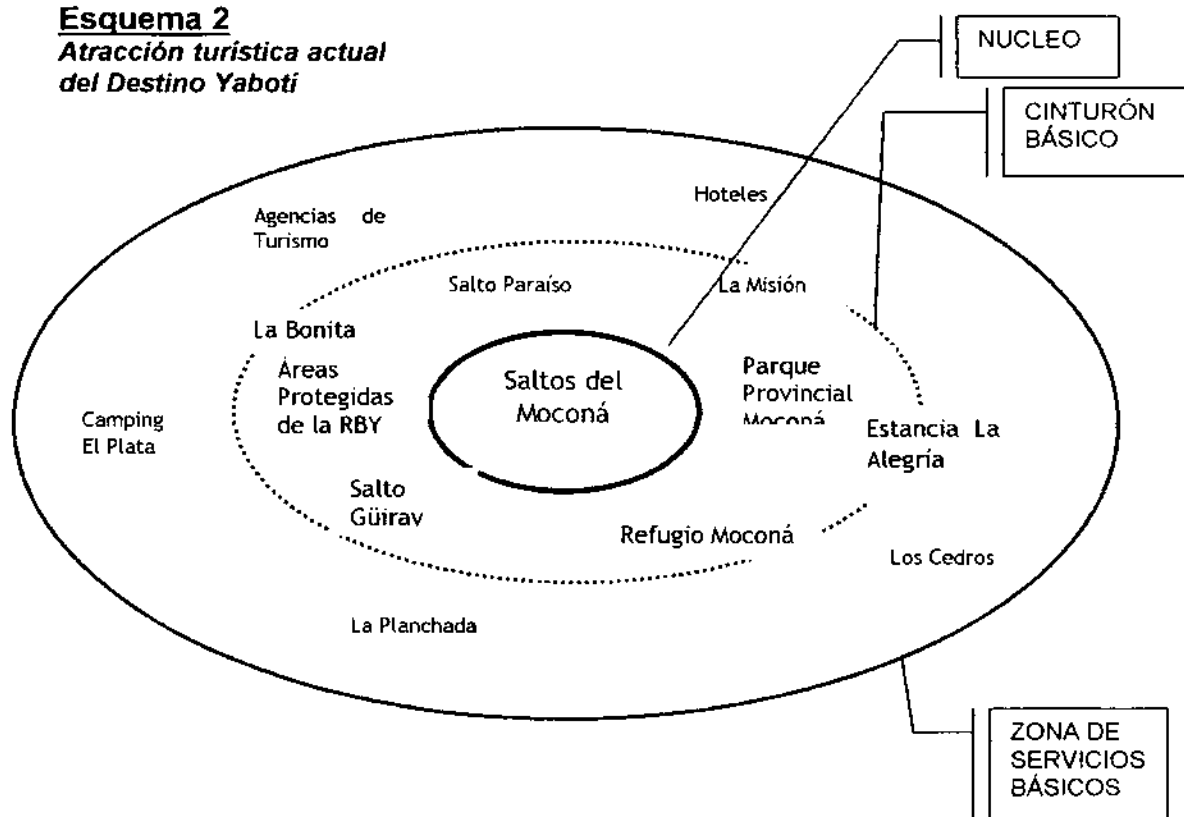 Esquema 2
Atracción turística actual
del Destino Yabotí
NUCLEO
CINTURÓN
BÁSICO
Hoteles
Agencias de
Turismo
Salto Paraíso
La Misión
La Bonita
Áreas
Protegidas
de la RBY
Saltos del
Moconá
Parque
Provincial
Moconá
Camping
El Plata
Estancia La
Alegría
Salto
Güirav
Refugio Moconá
Los Cedros
La Planchada
ZONA DE
SERVICIOS
BÁSICOS